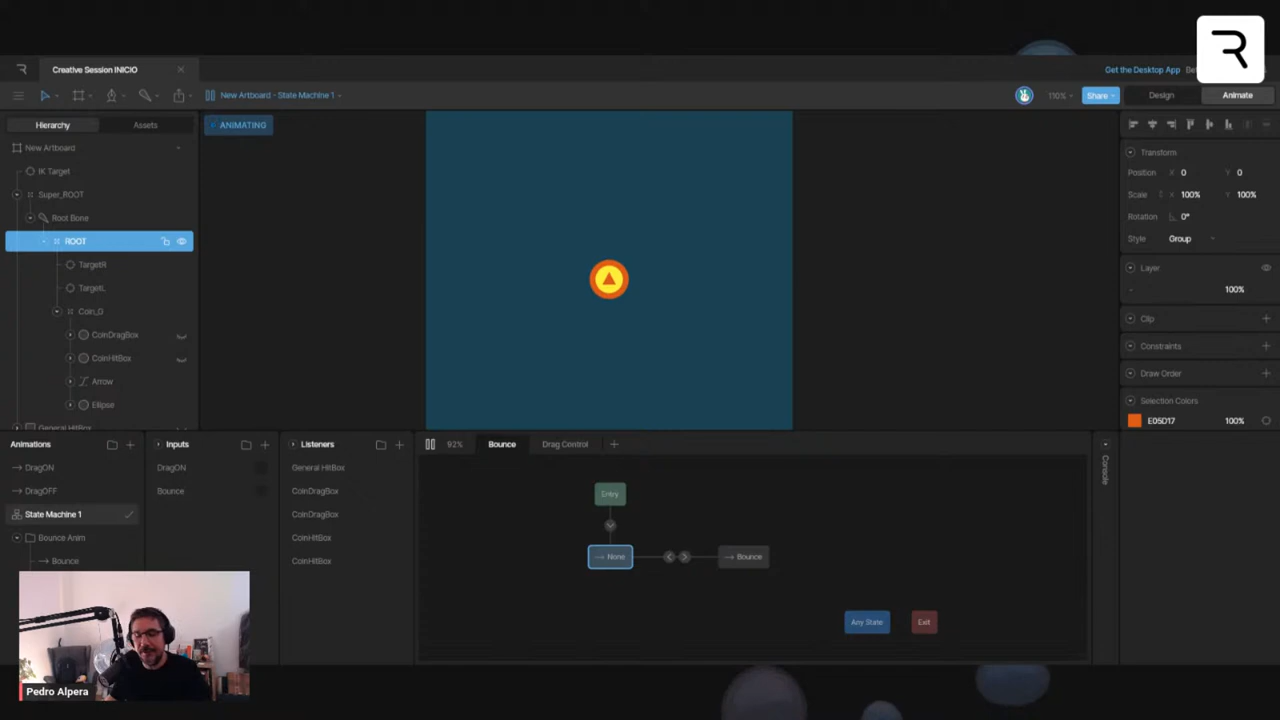 Creative Session INICIO
Get the Desktop App
New Artboard - State Machine 1
110%
Share
Design
Animate
Hierarchy
Assets
ANIMATING
New Artboard
IK Target
Super_ROOT
Root Bone
ROOT
TargetR
TargetL
Coin_D
CoinDragBox
CoinHitBox
Arrow
Ellipse
General HitBox
Transform
Position X 0 Y 0
Scale X 100% Y 100%
Rotation 0°
Style Group
Layer
100%
Clip
Constraints
Draw Order
Selection Colors
E05D17 100%
Animations
DragON
DragOFF
State Machine 1
Bounce Anim
Bounce
Inputs
DragON
Bounce
Listeners
General HitBox
CoinDragBox
CoinDragBox
CoinHitBox
CoinHitBox
92%
Bounce
Drag Control
Entry
None
Bounce
Any State
Exit
Console
Pedro Alpera